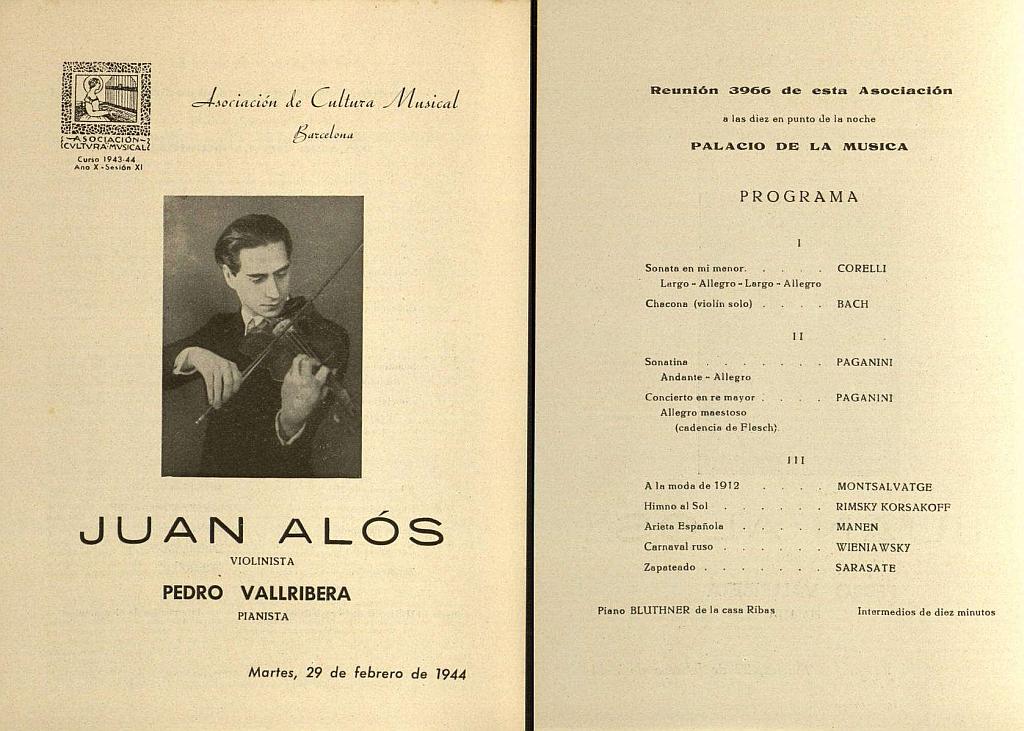 ASOCIACIÓN
CVLTVRA·MVSICAL
Curso 1943-44
Ano X - Sesión XI
Asociación de Cultura Musical
Barcelona
JUAN ALÓS
VIOLINISTA
PEDRO VALLRIBERA
PIANISTA
Martes, 29 de febrero de 1944
Reunión 3966 de esta Asociación
a las diez en punto de la noche
PALACIO DE LA MUSICA
PROGRAMA
I
Sonata en mi menor. . . . . CORELLI
Largo - Allegro - Largo - Allegro
Chacona (violín solo) . . . . BACH
II
Sonatina . . . . . . . PAGANINI
Andante - Allegro
Concierto en re mayor . . . . PAGANINI
Allegro maestoso
(cadencia de Flesch).
III
A la moda de 1912 . . . . MONTSALVATGE
Himno al Sol . . . . . . RIMSKY KORSAKOFF
Arieta Española . . . . . MANEN
Carnaval ruso . . . . . . WIENIAWSKY
Zapateado . . . . . . . SARASATE
Piano BLUTHNER de la casa Ribas Intermedios de diez minutos